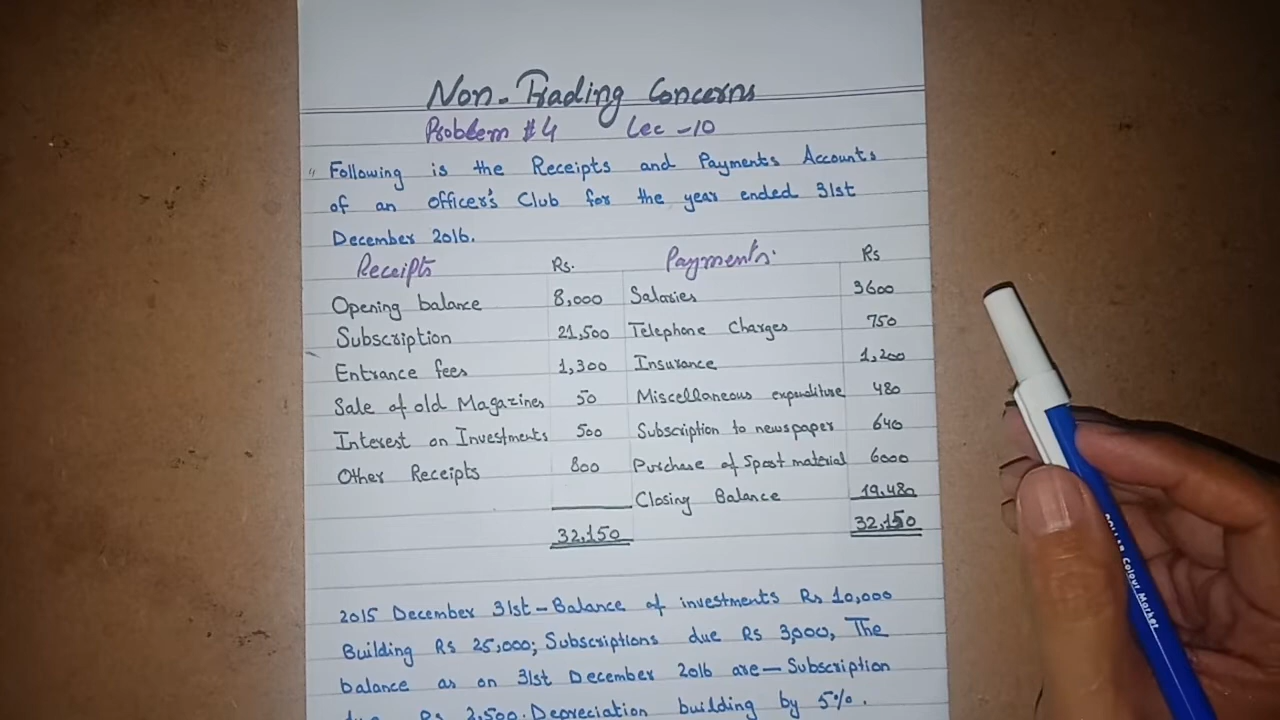 Non-Trading Concerns
Problem #4 Lec-10
" Following is the Receipts and Payments Accounts
of an officer's Club for the year ended 31st
December 2016.
Receipts Rs. Payments. Rs
Opening balance 8,000 Salaries 3600
Subscription 21,500 Telephone Charges 750
Entrance fees 1,300 Insurance 1,200
Sale of old Magazines 50 Miscellaneous expenditure 480
Interest on Investments 500 Subscription to newspaper 640
Other Receipts 800 Purchase of Sport material 6000
Closing Balance 19,480
32,150 32,150
2015 December 31st - Balance of investments Rs 10,000
Building Rs 25,000; Subscriptions due Rs 3,000, The
balance as on 31st December 2016 are - Subscription
due Rs 2,500. Depreciation building by 5%.
DOLLAR Colour Marker